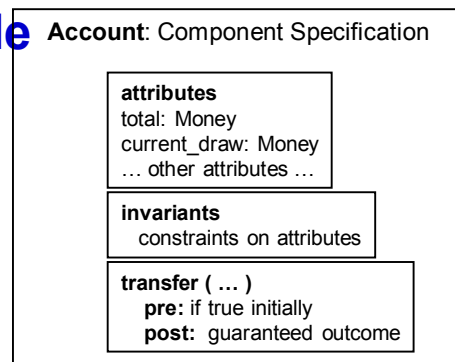 le
Account: Component Specification
attributes
total: Money
current_draw: Money
… other attributes …
invariants
constraints on attributes
transfer ( … )
pre: if true initially
post: guaranteed outcome